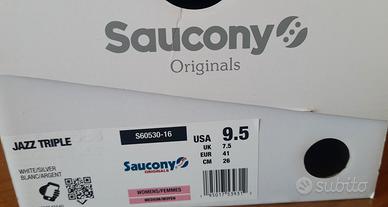 Saucony
Originals
JAZZ TRIPLE
S60530-16
USA 9.5
UK 7.5
EUR 41
CM 26
WHITE/SILVER
BLANC/ARGENT
Saucony
ORIGINALS
WOMENS/FEMMES
MEDIUM/MOYEN
subito